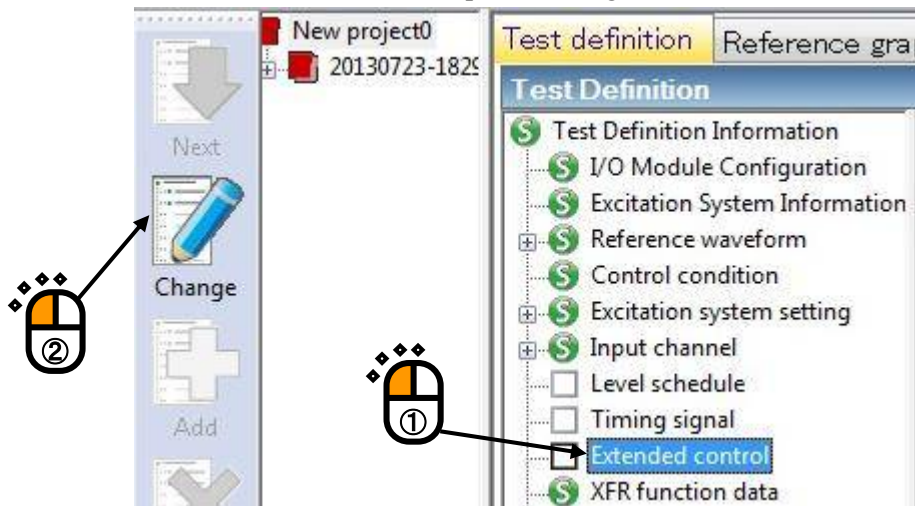 New project0
20130723-1829
Next
Change
Add
②
①
Test definition
Reference gra
Test Definition
Test Definition Information
I/O Module Configuration
Excitation System Information
Reference waveform
Control condition
Excitation system setting
Input channel
Level schedule
Timing signal
Extended control
XFR function data